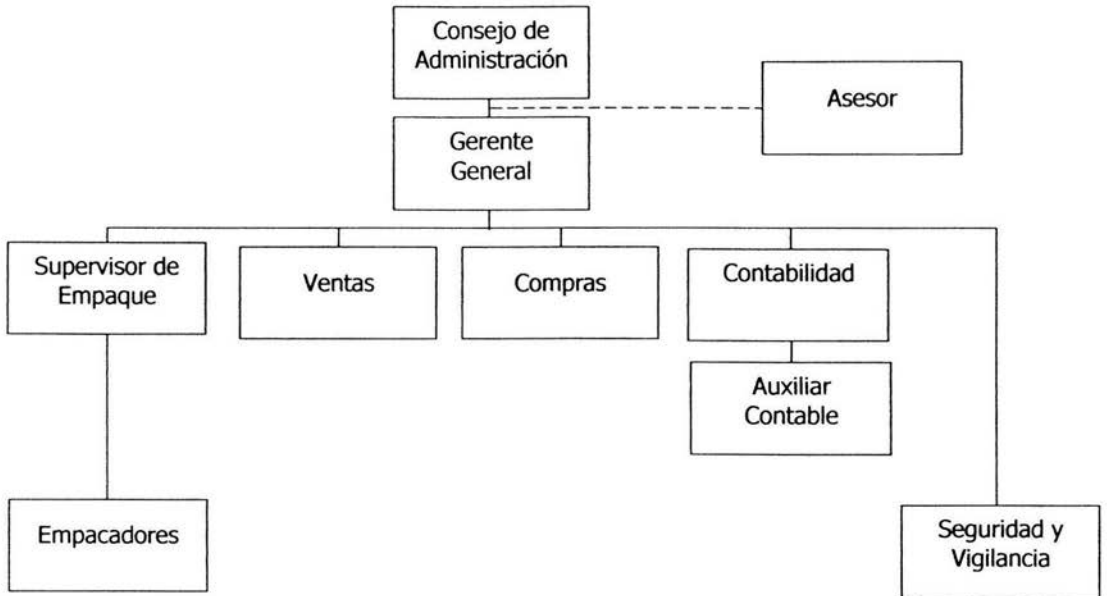 Consejo de
Administración
Asesor
Gerente
General
Supervisor de
Empaque
Ventas
Compras
Contabilidad
Auxiliar
Contable
Empacadores
Seguridad y
Vigilancia